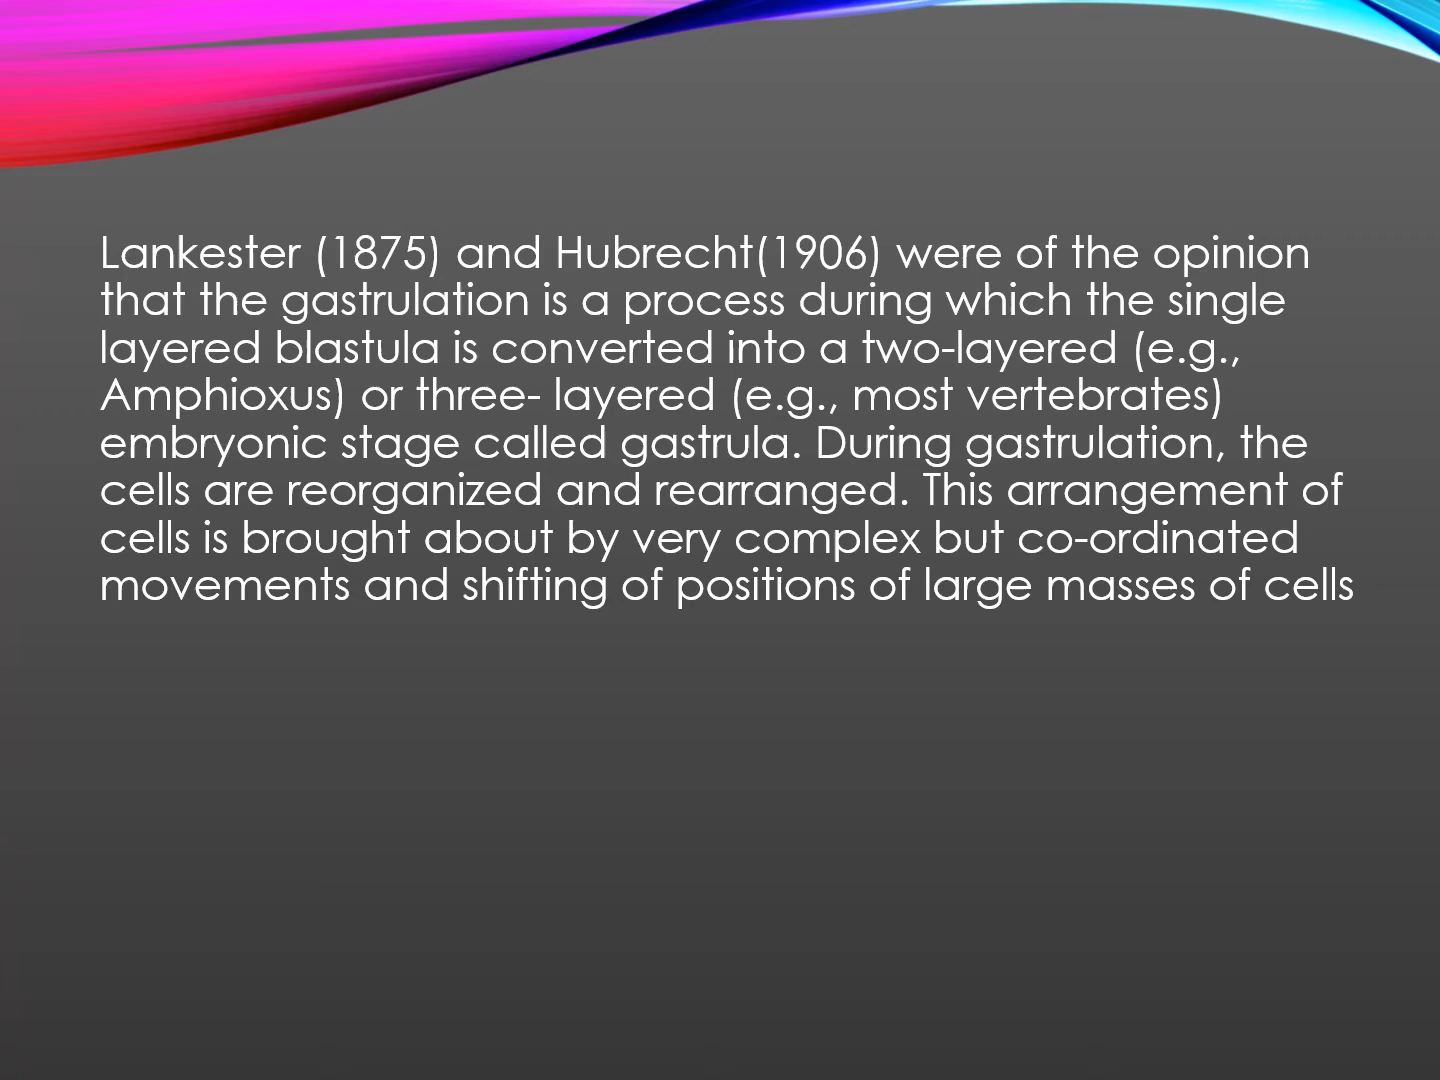 Lankester (1875) and Hubrecht(1906) were of the opinion
that the gastrulation is a process during which the single
layered blastula is converted into a two-layered (e.g.,
Amphioxus) or three- layered (e.g., most vertebrates)
embryonic stage called gastrula. During gastrulation, the
cells are reorganized and rearranged. This arrangement of
cells is brought about by very complex but co-ordinated
movements and shifting of positions of large masses of cells